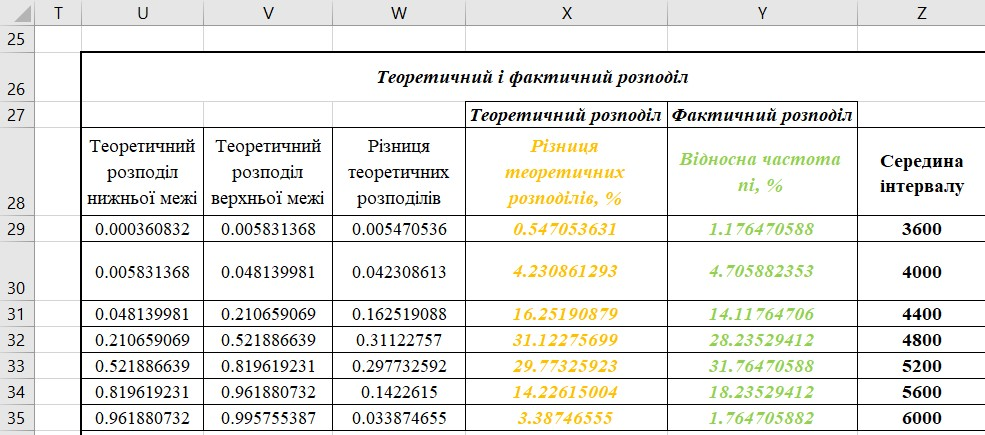 T U V W X Y Z
25
26 Теоретичний і фактичний розподіл
27 Теоретичний розподіл Фактичний розподіл
28 Теоретичний розподіл нижньої межі Теоретичний розподіл верхньої межі Різниця теоретичних розподілів Різниця теоретичних розподілів, % Відносна частота ni, % Середина інтервалу
29 0.000360832 0.005831368 0.005470536 0.547053631 1.176470588 3600
30 0.005831368 0.048139981 0.042308613 4.230861293 4.705882353 4000
31 0.048139981 0.210659069 0.162519088 16.25190879 14.11764706 4400
32 0.210659069 0.521886639 0.31122757 31.12275699 28.23529412 4800
33 0.521886639 0.819619231 0.297732592 29.77325923 31.76470588 5200
34 0.819619231 0.961880732 0.1422615 14.22615004 18.23529412 5600
35 0.961880732 0.995755387 0.033874655 3.38746555 1.764705882 6000